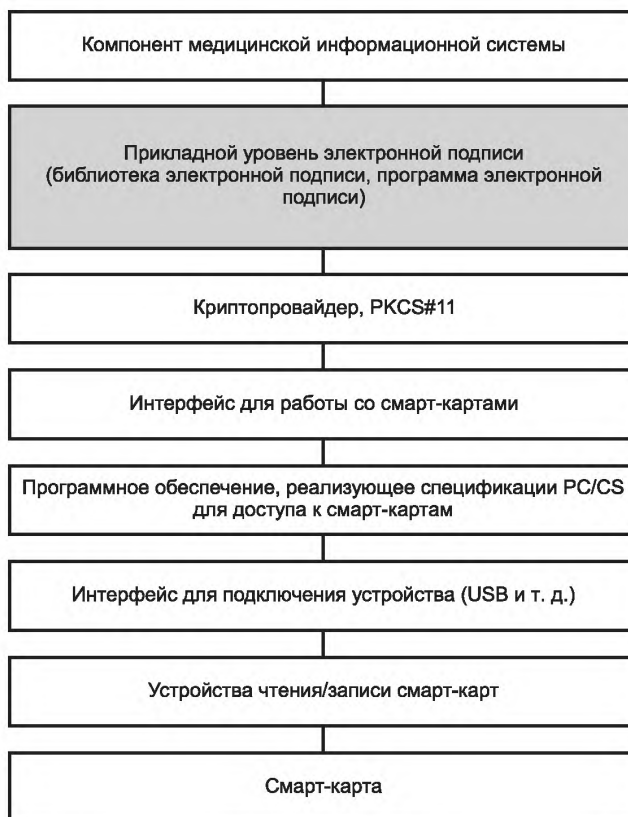 Компонент медицинской информационной системы
Прикладной уровень электронной подписи
(библиотека электронной подписи, программа электронной
подписи)
Криптопровайдер, PKCS#11
Интерфейс для работы со смарт-картами
Программное обеспечение, реализующее спецификации PC/CS
для доступа к смарт-картам
Интерфейс для подключения устройства (USB и т. д.)
Устройства чтения/записи смарт-карт
Смарт-карта